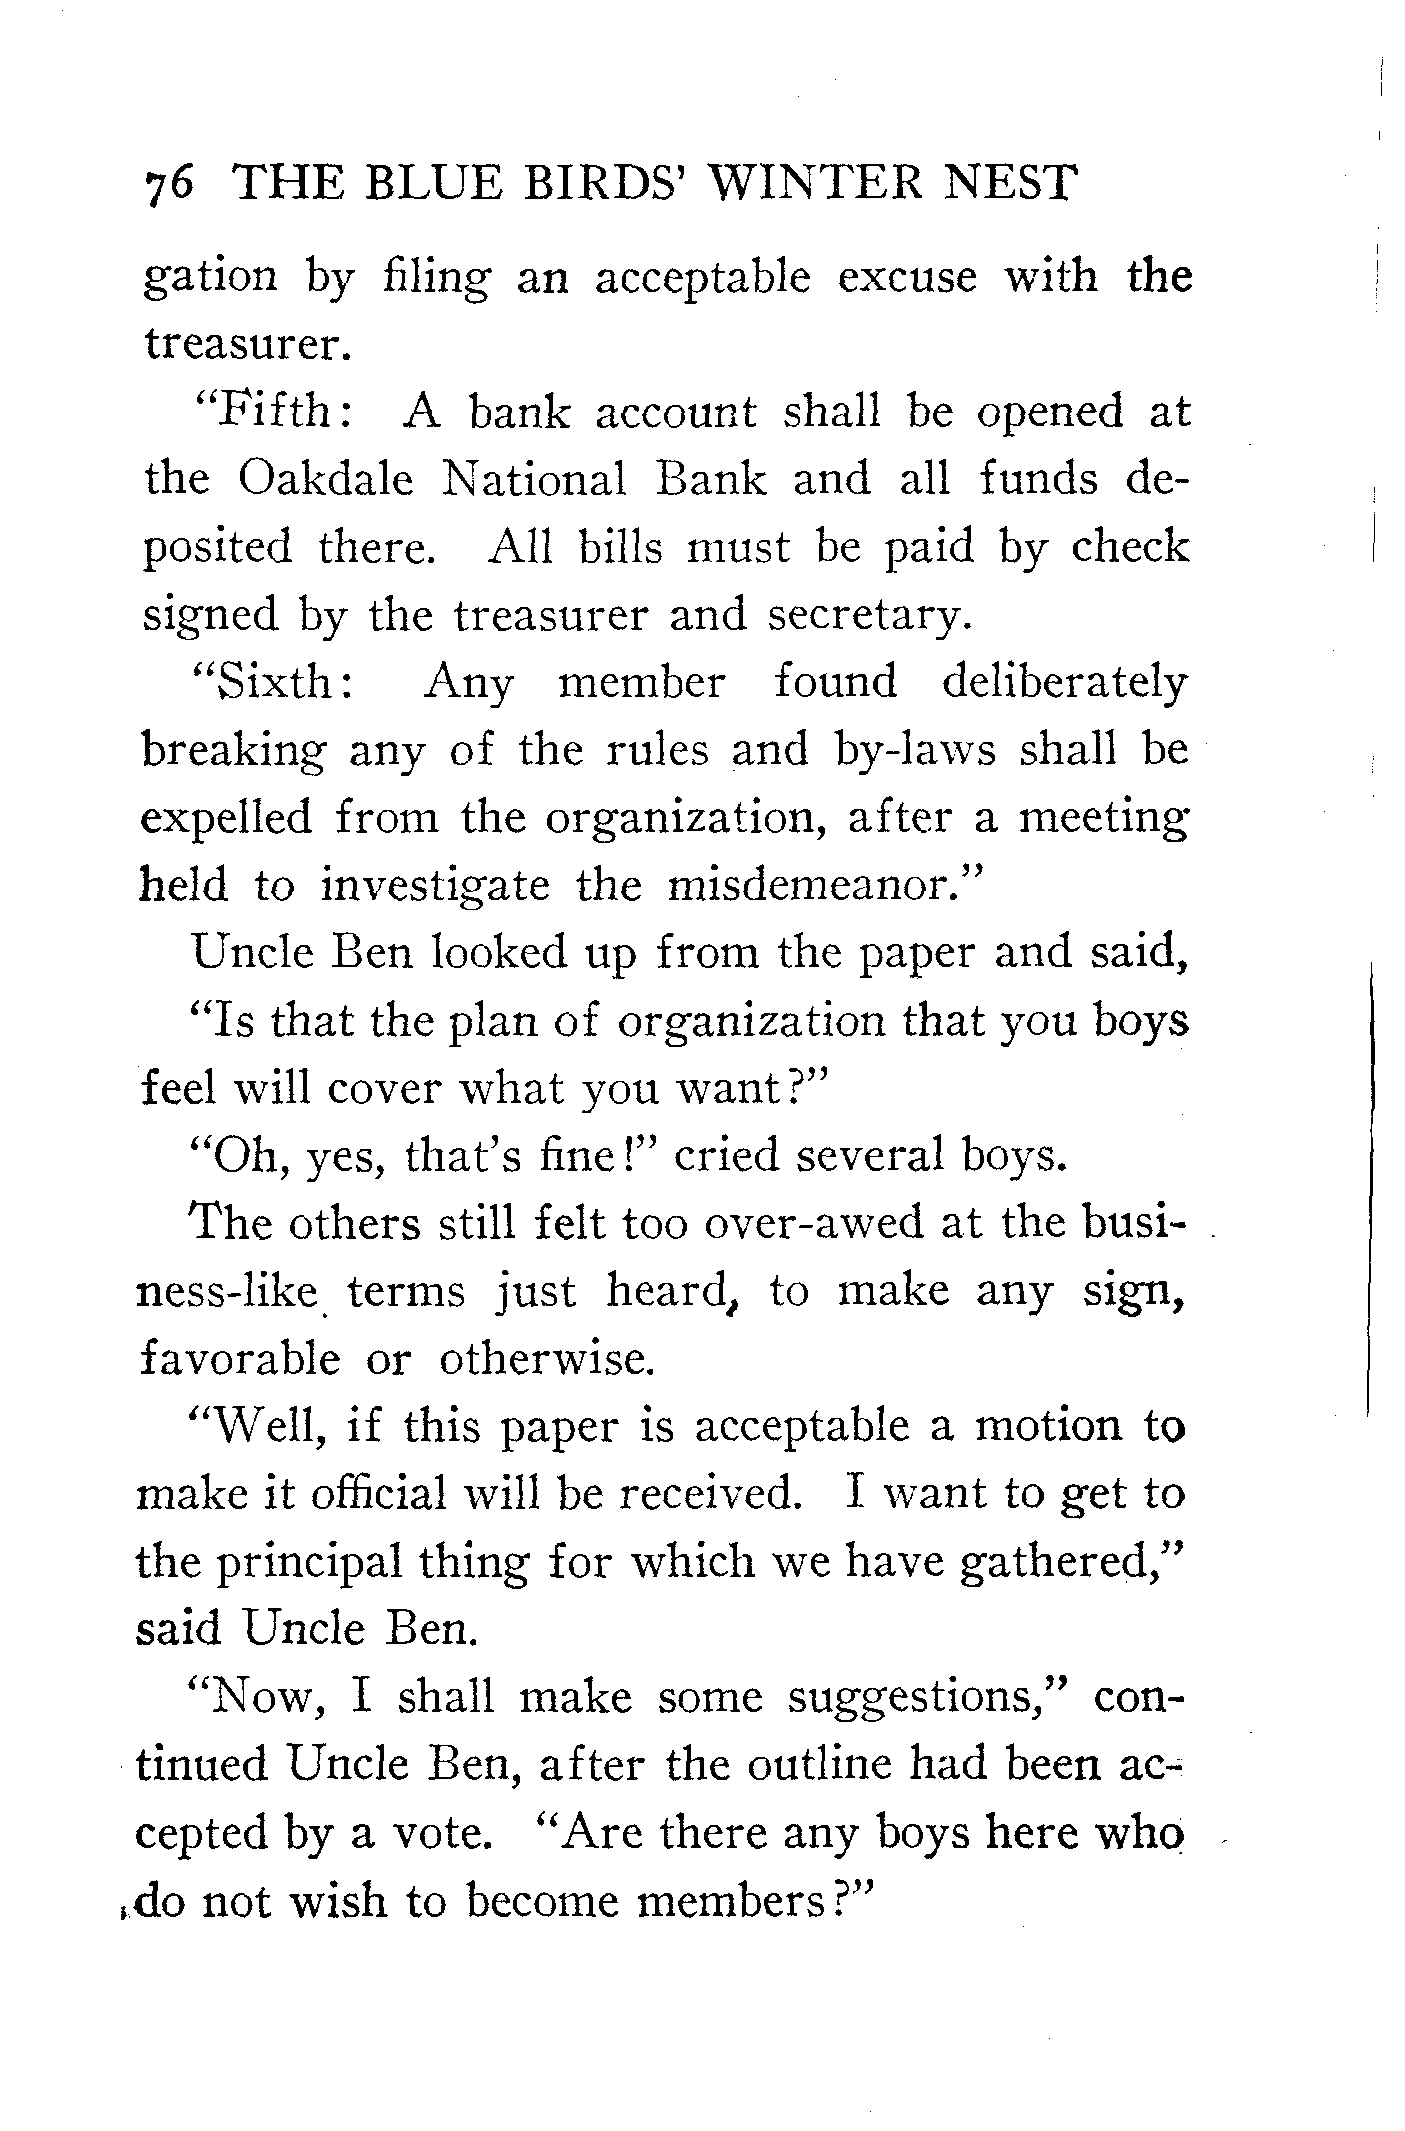 76 THE BLUE BIRDS' WINTER NEST
gation by filing an acceptable excuse with the
treasurer.
"Fifth: A bank account shall be opened at
the Oakdale National Bank and all funds de-
posited there. All bills must be paid by check
signed by the treasurer and secretary.
"Sixth: Any member found deliberately
breaking any of the rules and by-laws shall be
expelled from the organization, after a meeting
held to investigate the misdemeanor."
Uncle Ben looked up from the paper and said,
"Is that the plan of organization that you boys
feel will cover what you want?"
"Oh, yes, that's fine!" cried several boys.
The others still felt too over-awed at the busi-
ness-like terms just heard, to make any sign,
favorable or otherwise.
"Well, if this paper is acceptable a motion to
make it official will be received. I want to get to
the principal thing for which we have gathered,"
said Uncle Ben.
"Now, I shall make some suggestions," con-
tinued Uncle Ben, after the outline had been ac-
cepted by a vote. "Are there any boys here who
do not wish to become members?"